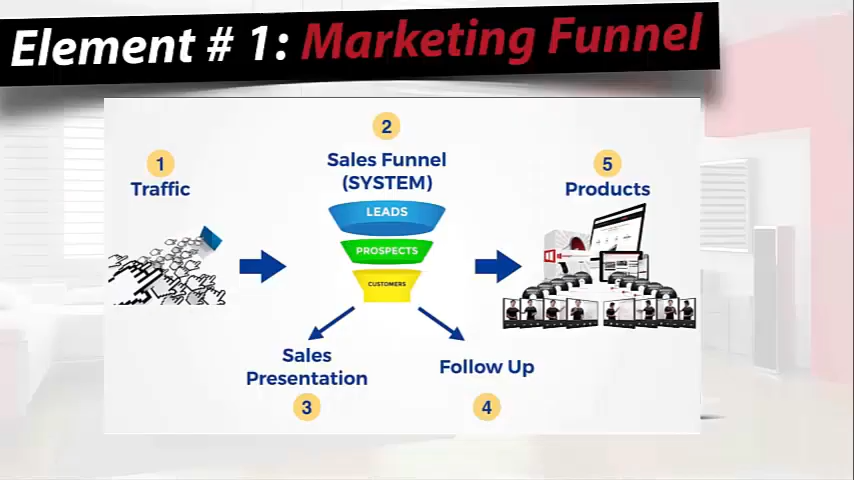 Element # 1: Marketing Funnel
1
Traffic
2
Sales Funnel
(SYSTEM)
LEADS
PROSPECTS
CUSTOMERS
5
Products
Sales
Presentation
3
Follow Up
4